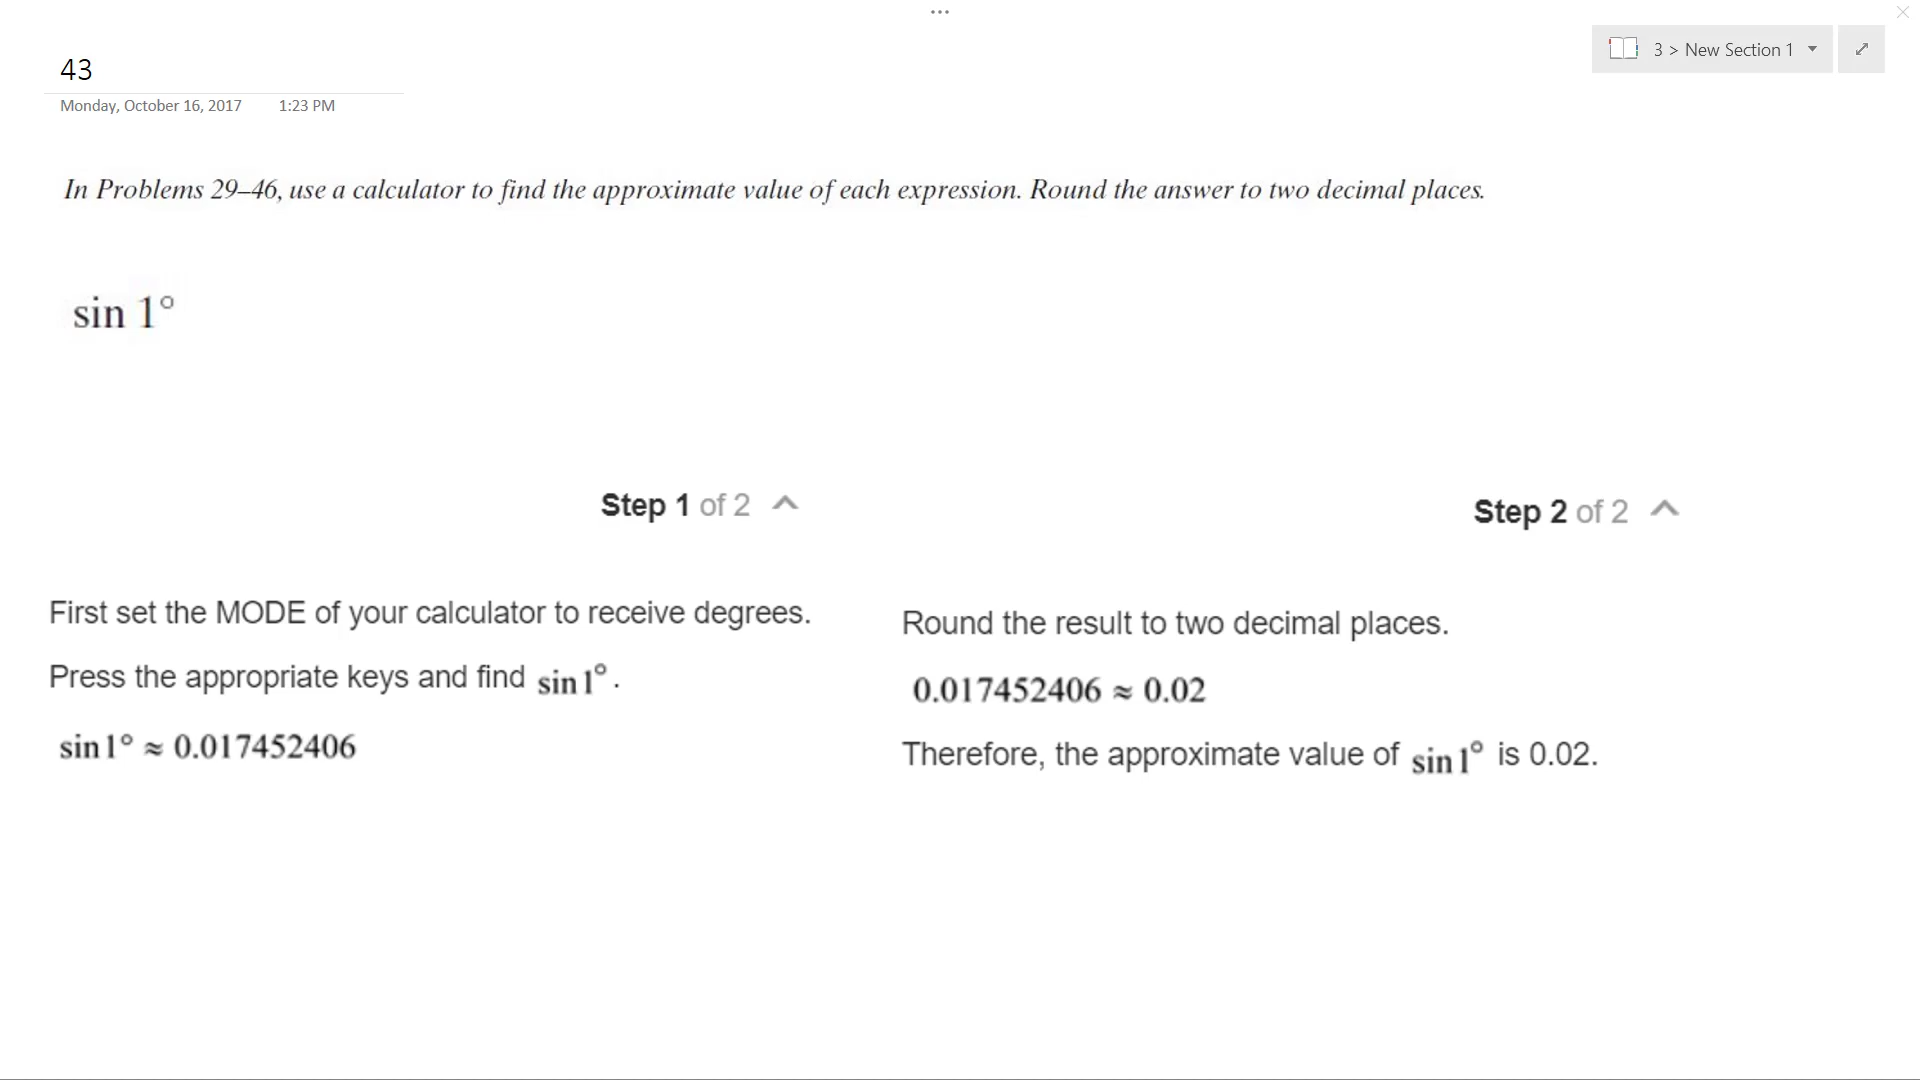 ...
3 > New Section 1
43
Monday, October 16, 2017 1:23 PM
In Problems 29–46, use a calculator to find the approximate value of each expression. Round the answer to two decimal places.
sin 1°
Step 1 of 2
First set the MODE of your calculator to receive degrees.
Press the appropriate keys and find sin 1°.
sin 1° ≈ 0.017452406
Step 2 of 2
Round the result to two decimal places.
0.017452406 ≈ 0.02
Therefore, the approximate value of sin 1° is 0.02.